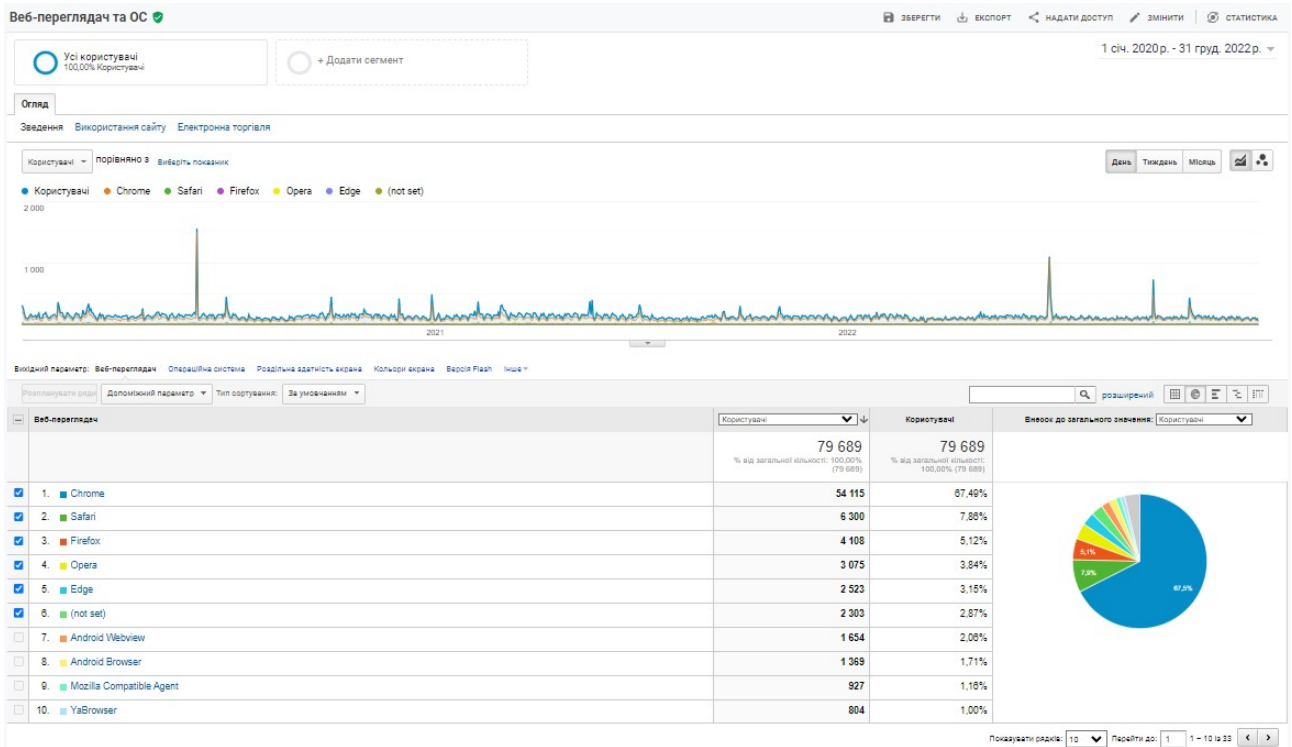 Веб-переглядач та ОС
ЗБЕРЕГТИ ЕКСПОРТ НАДАТИ ДОСТУП ЗМІНИТИ СТАТИСТИКА
Усі користувачі
100,00% Користувачі
+ Додати сегмент
1 січ. 2020 р. - 31 груд. 2022 р.
Огляд
Зведення Використання сайту Електронна торгівля
Користувачі порівняно з Виберіть показник
День Тиждень Місяць
Користувачі Chrome Safari Firefox Opera Edge (not set)
2 000
1 000
2021 2022
Вихідний параметр: Веб-переглядач Операційна система Роздільна здатність екрана Кольори екрана Версія Flash Інше
Розпланувати ряди Допоміжний параметр Тип сортування: За умовчанням розширений
Веб-переглядач Користувачі Користувачі Внесок до загального значення: Користувачі
79 689 79 689
% від загальної кількості: 100,00% (79 689) % від загальної кількості: 100,00% (79 689)
1. Chrome 54 115 67,49%
2. Safari 6 300 7,86%
3. Firefox 4 108 5,12%
4. Opera 3 075 3,84%
5. Edge 2 523 3,15%
6. (not set) 2 303 2,87%
7. Android Webview 1 654 2,06%
8. Android Browser 1 369 1,71%
9. Mozilla Compatible Agent 927 1,16%
10. YaBrowser 804 1,00%
5,1%
7,9%
67,5%
Показувати рядків: 10 Перейти до: 1 1 – 10 із 33